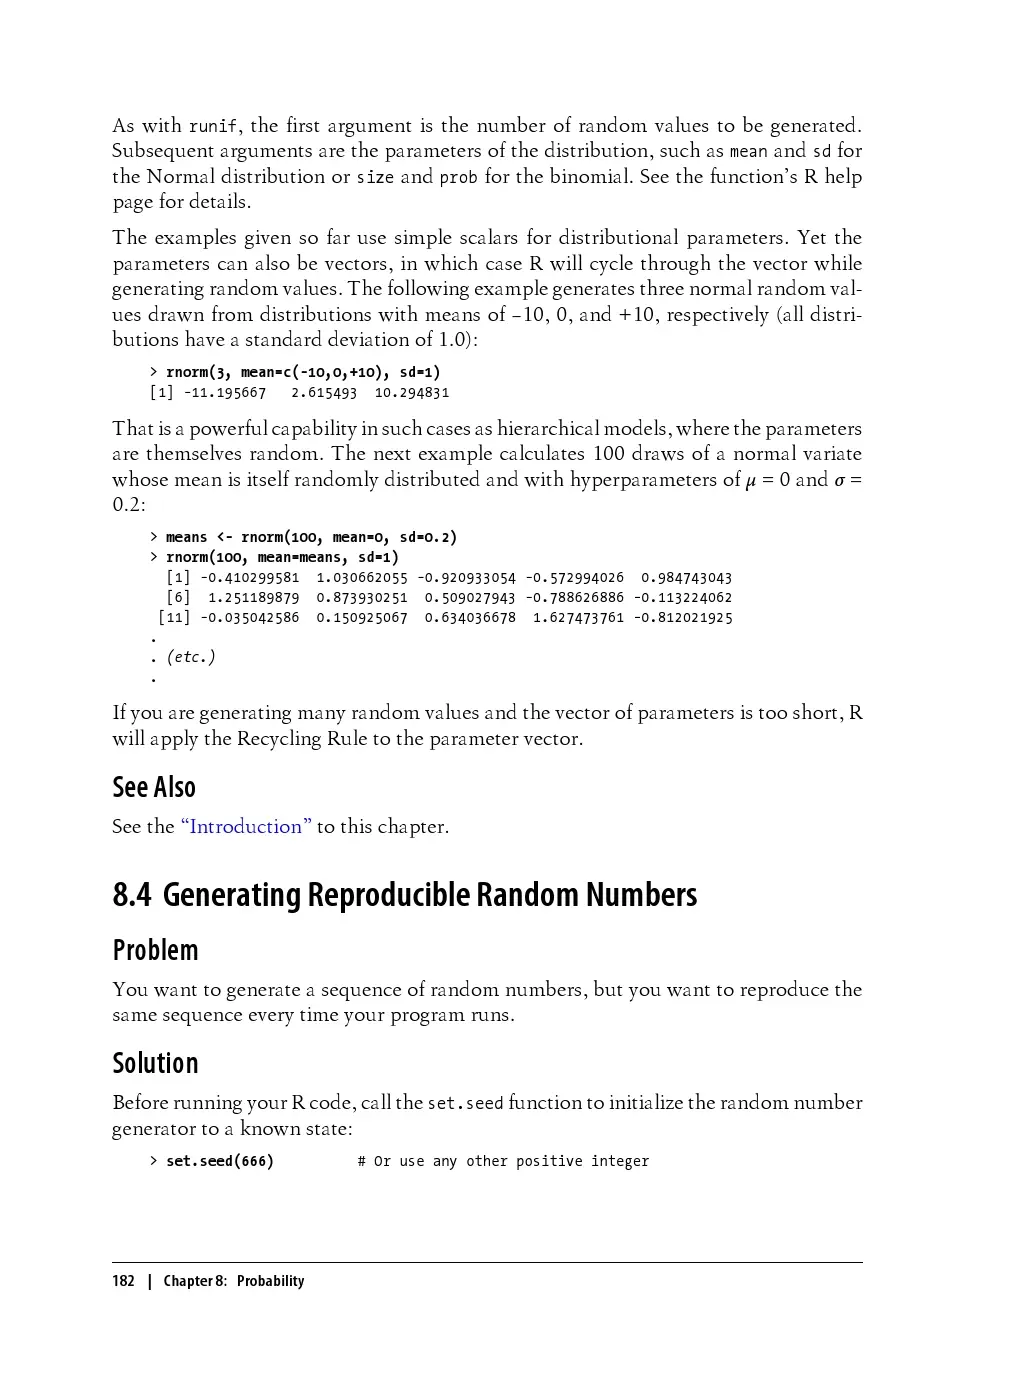 As with runif, the first argument is the number of random values to be generated.
Subsequent arguments are the parameters of the distribution, such as mean and sd for
the Normal distribution or size and prob for the binomial. See the function’s R help
page for details.
The examples given so far use simple scalars for distributional parameters. Yet the
parameters can also be vectors, in which case R will cycle through the vector while
generating random values. The following example generates three normal random val-
ues drawn from distributions with means of −10, 0, and +10, respectively (all distri-
butions have a standard deviation of 1.0):
> rnorm(3, mean=c(-10,0,+10), sd=1)
[1] -11.195667   2.615493  10.294831
That is a powerful capability in such cases as hierarchical models, where the parameters
are themselves random. The next example calculates 100 draws of a normal variate
whose mean is itself randomly distributed and with hyperparameters of μ = 0 and σ =
0.2:
> means <- rnorm(100, mean=0, sd=0.2)
> rnorm(100, mean=means, sd=1)
[1] -0.410299581  1.030662055 -0.920933054 -0.572994026  0.984743043
[6]  1.251189879  0.873930251  0.509027943 -0.788626886 -0.113224062
[11] -0.035042586  0.150925067  0.634036678  1.627473761 -0.812021925
.
. (etc.)
.
If you are generating many random values and the vector of parameters is too short, R
will apply the Recycling Rule to the parameter vector.
See Also
See the “Introduction” to this chapter.
8.4 Generating Reproducible Random Numbers
Problem
You want to generate a sequence of random numbers, but you want to reproduce the
same sequence every time your program runs.
Solution
Before running your R code, call the set.seed function to initialize the random number
generator to a known state:
> set.seed(666)          # Or use any other positive integer
182 | Chapter 8: Probability